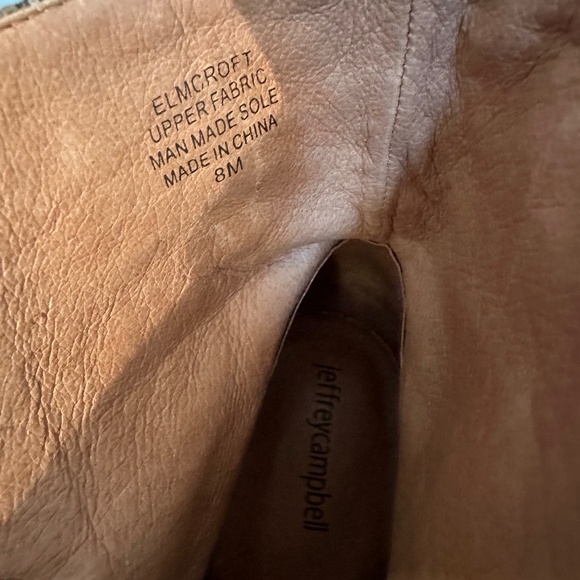 ELMCROFT
UPPER FABRIC
MAN MADE SOLE
MADE IN CHINA
8M
jeffreycampbell